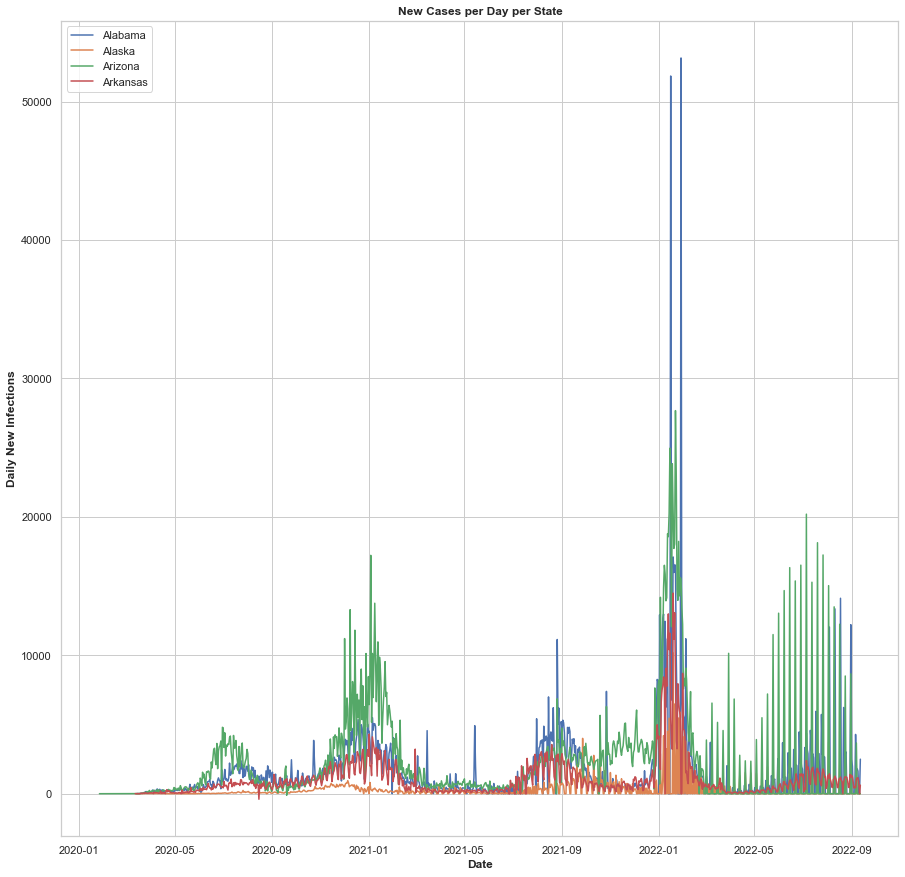 New Cases per Day per State
Alabama
Alaska
Arizona
Arkansas
50000
40000
30000
20000
10000
0
Daily New Infections
2020-01 2020-05 2020-09 2021-01 2021-05 2021-09 2022-01 2022-05 2022-09
Date